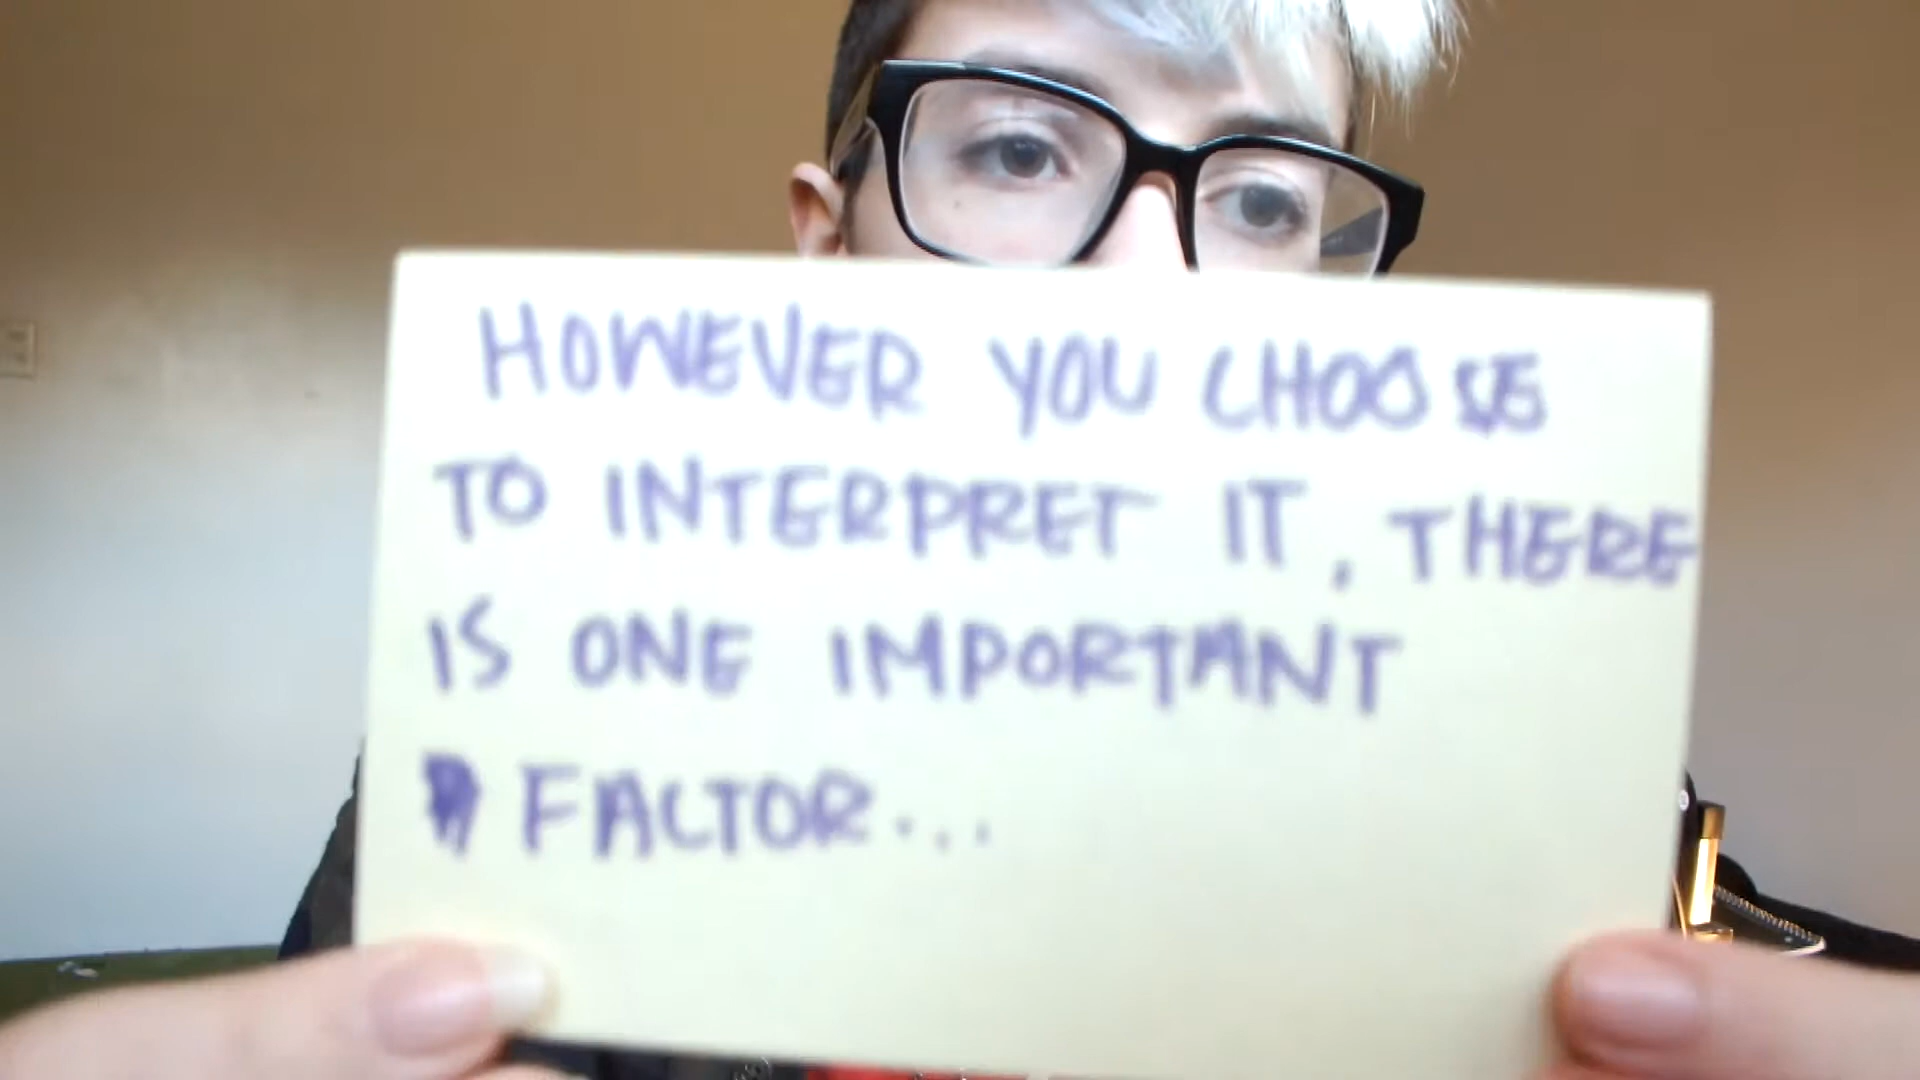 HOWEVER YOU CHOOSE
TO INTERPRET IT, THERE
IS ONE IMPORTANT
FACTOR...